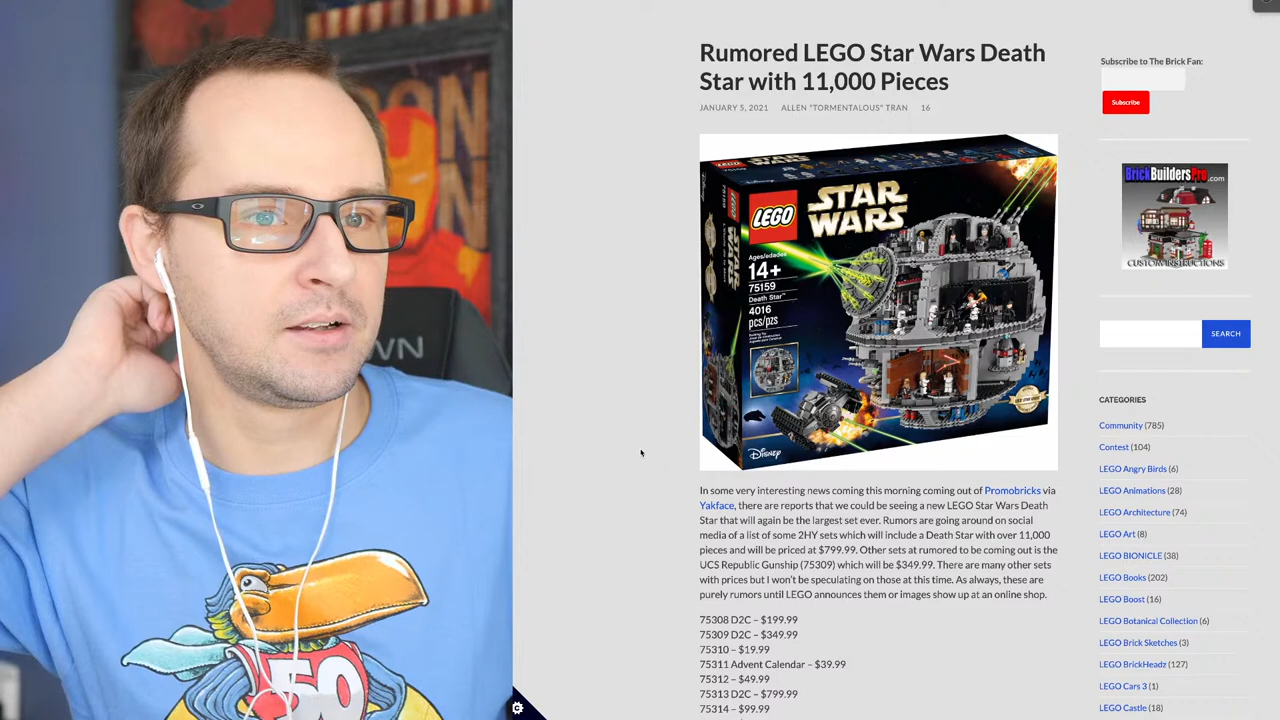 WN
50
Rumored LEGO Star Wars Death
Star with 11,000 Pieces
JANUARY 5, 2021 ALLEN "TORMENTALOUS" TRAN 16
LEGO
STAR
WARS
Ages/edades
14+
75159
Death Star™
4016
pcs/pzs
Disney
In some very interesting news coming this morning coming out of Promobricks via
Yakface, there are reports that we could be seeing a new LEGO Star Wars Death
Star that will again be the largest set ever. Rumors are going around on social
media of a list of some 2HY sets which will include a Death Star with over 11,000
pieces and will be priced at $799.99. Other sets at rumored to be coming out is the
UCS Republic Gunship (75309) which will be $349.99. There are many other sets
with prices but I won't be speculating on those at this time. As always, these are
purely rumors until LEGO announces them or images show up at an online shop.
75308 D2C – $199.99
75309 D2C – $349.99
75310 – $19.99
75311 Advent Calendar – $39.99
75312 – $49.99
75313 D2C – $799.99
75314 – $99.99
Subscribe to The Brick Fan:
Subscribe
BrickBuildersPro.com
CUSTOM INSTRUCTIONS
SEARCH
CATEGORIES
Community (785)
Contest (104)
LEGO Angry Birds (6)
LEGO Animations (28)
LEGO Architecture (74)
LEGO Art (8)
LEGO BIONICLE (38)
LEGO Books (202)
LEGO Boost (16)
LEGO Botanical Collection (6)
LEGO Brick Sketches (3)
LEGO BrickHeadz (127)
LEGO Cars 3 (1)
LEGO Castle (18)